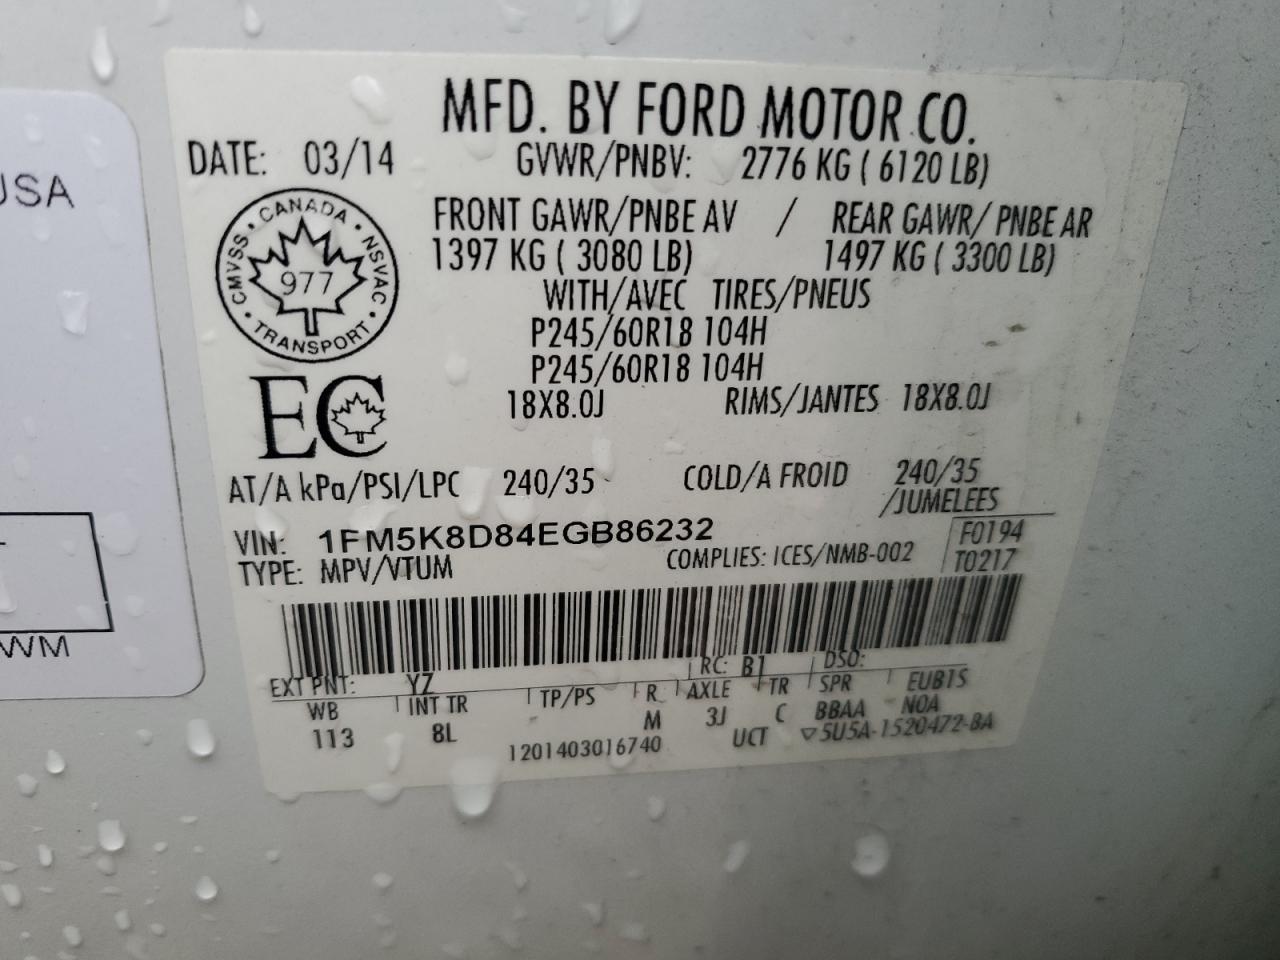 USA
WM
MFD. BY FORD MOTOR CO.
DATE: 03/14 GVWR/PNBV: 2776 KG ( 6120 LB)
FRONT GAWR/PNBE AV / REAR GAWR/ PNBE AR
1397 KG ( 3080 LB) 1497 KG ( 3300 LB)
WITH/AVEC TIRES/PNEUS
P245/60R18 104H
P245/60R18 104H
18X8.0J RIMS/JANTES 18X8.0J
CANADA • NSVAC • TRANSPORT • CMVSS •
977
EC
AT/A kPa/PSI/LPC 240/35 COLD/A FROID 240/35
/JUMELEES
VIN: 1FM5K8D84EGB86232 F0194
TYPE: MPV/VTUM COMPLIES: ICES/NMB-002 T0217
EXT PNT: YZ RC: B1 DSO:
WB INT TR TP/PS R AXLE TR SPR EUB1S
113 8L M 3J C BBAA NOA
1201403016740 UCT ▽5U5A-1520472-BA